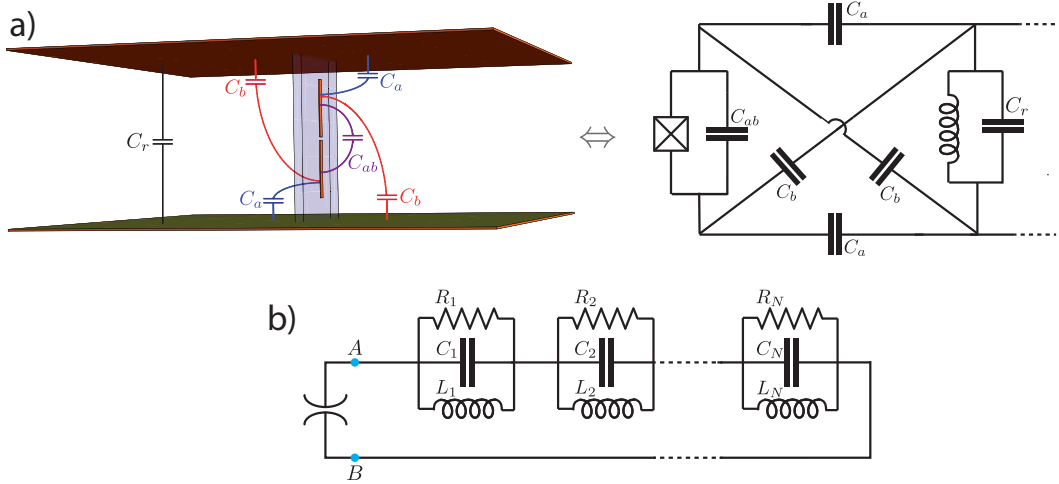 a)
C_a
C_b
C_a
C_r
C_ab
C_a
C_b
⇔
C_a
C_ab
C_r
C_b
C_b
C_a
b)
R_1
R_2
R_N
A
C_1
C_2
C_N
L_1
L_2
L_N
B